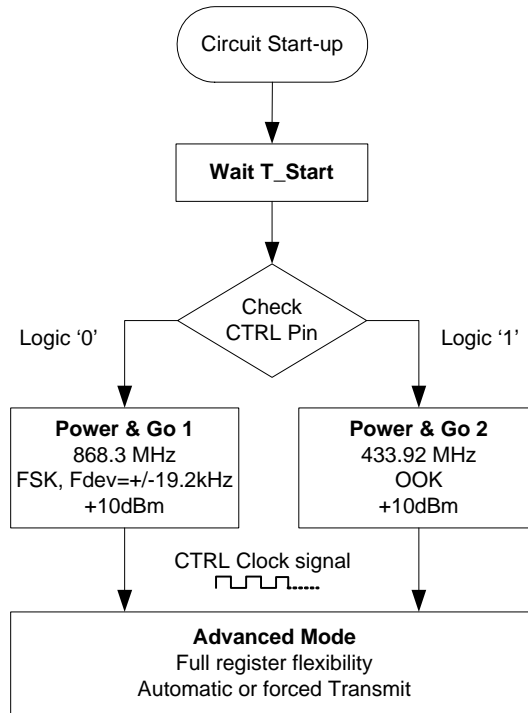 Circuit Start-up
Wait T_Start
Check
CTRL Pin
Logic ‘0’
Logic ‘1’
Power & Go 1
868.3 MHz
FSK, Fdev=+/-19.2kHz
+10dBm
Power & Go 2
433.92 MHz
OOK
+10dBm
CTRL Clock signal
Advanced Mode
Full register flexibility
Automatic or forced Transmit